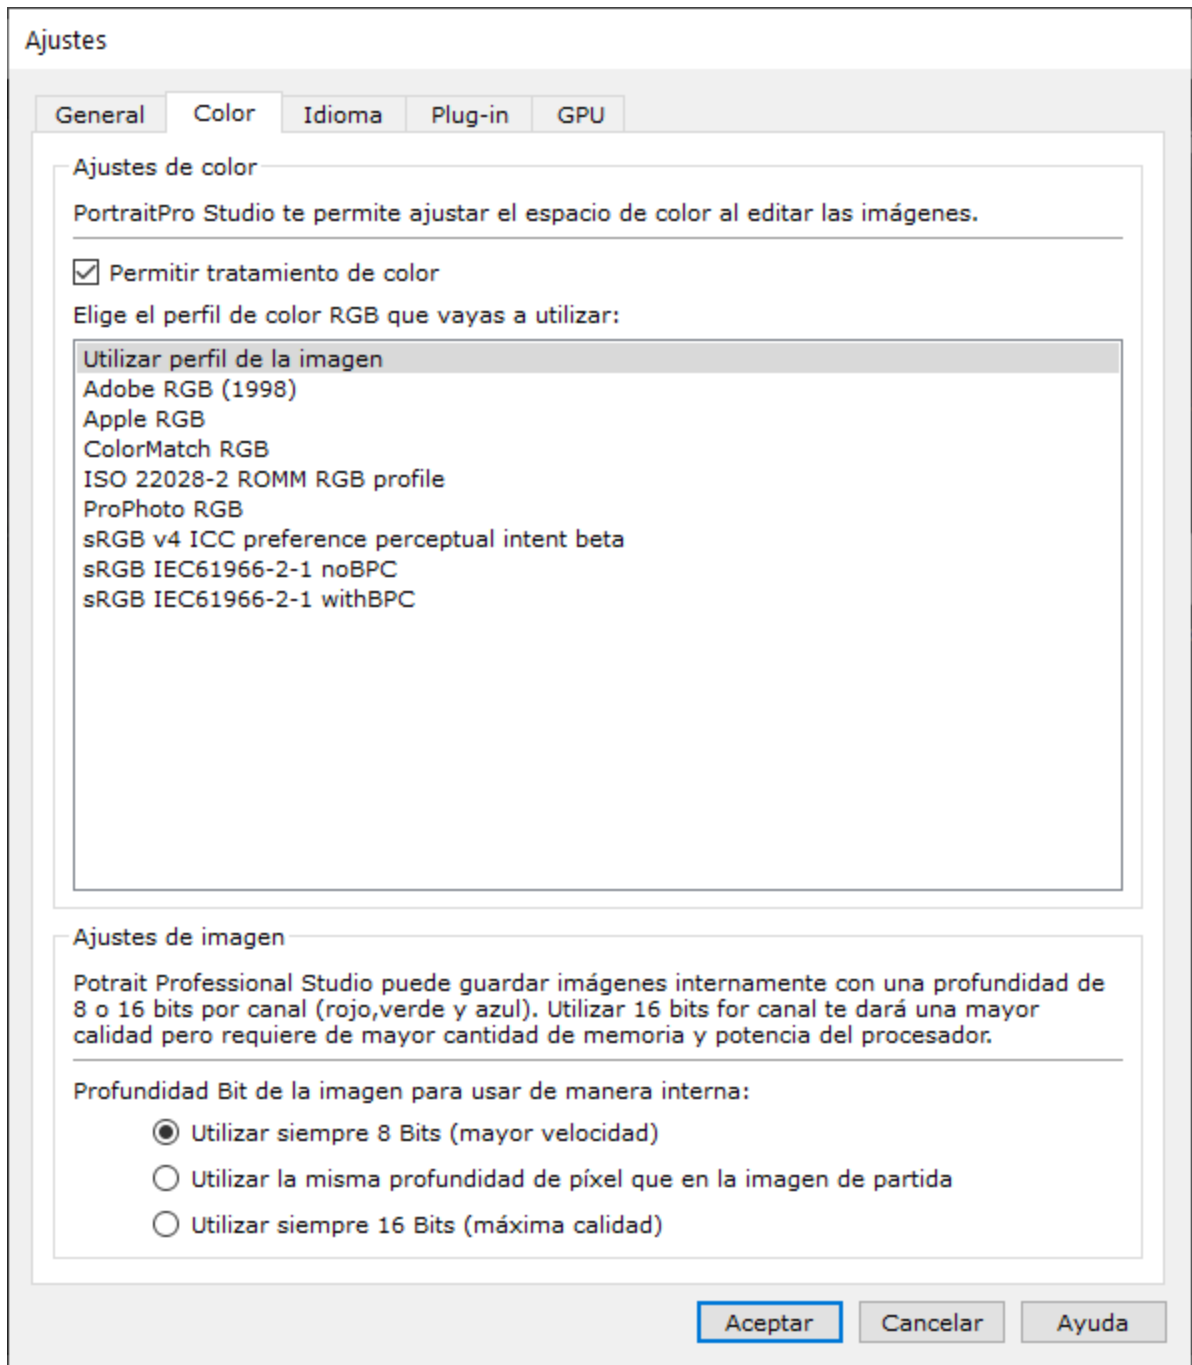 Ajustes
General
Color
Idioma
Plug-in
GPU
Ajustes de color
PortraitPro Studio te permite ajustar el espacio de color al editar las imágenes.
Permitir tratamiento de color
Elige el perfil de color RGB que vayas a utilizar:
Utilizar perfil de la imagen
Adobe RGB (1998)
Apple RGB
ColorMatch RGB
ISO 22028-2 ROMM RGB profile
ProPhoto RGB
sRGB v4 ICC preference perceptual intent beta
sRGB IEC61966-2-1 noBPC
sRGB IEC61966-2-1 withBPC
Ajustes de imagen
Potrait Professional Studio puede guardar imágenes internamente con una profundidad de
8 o 16 bits por canal (rojo,verde y azul). Utilizar 16 bits for canal te dará una mayor
calidad pero requiere de mayor cantidad de memoria y potencia del procesador.
Profundidad Bit de la imagen para usar de manera interna:
Utilizar siempre 8 Bits (mayor velocidad)
Utilizar la misma profundidad de píxel que en la imagen de partida
Utilizar siempre 16 Bits (máxima calidad)
Aceptar
Cancelar
Ayuda